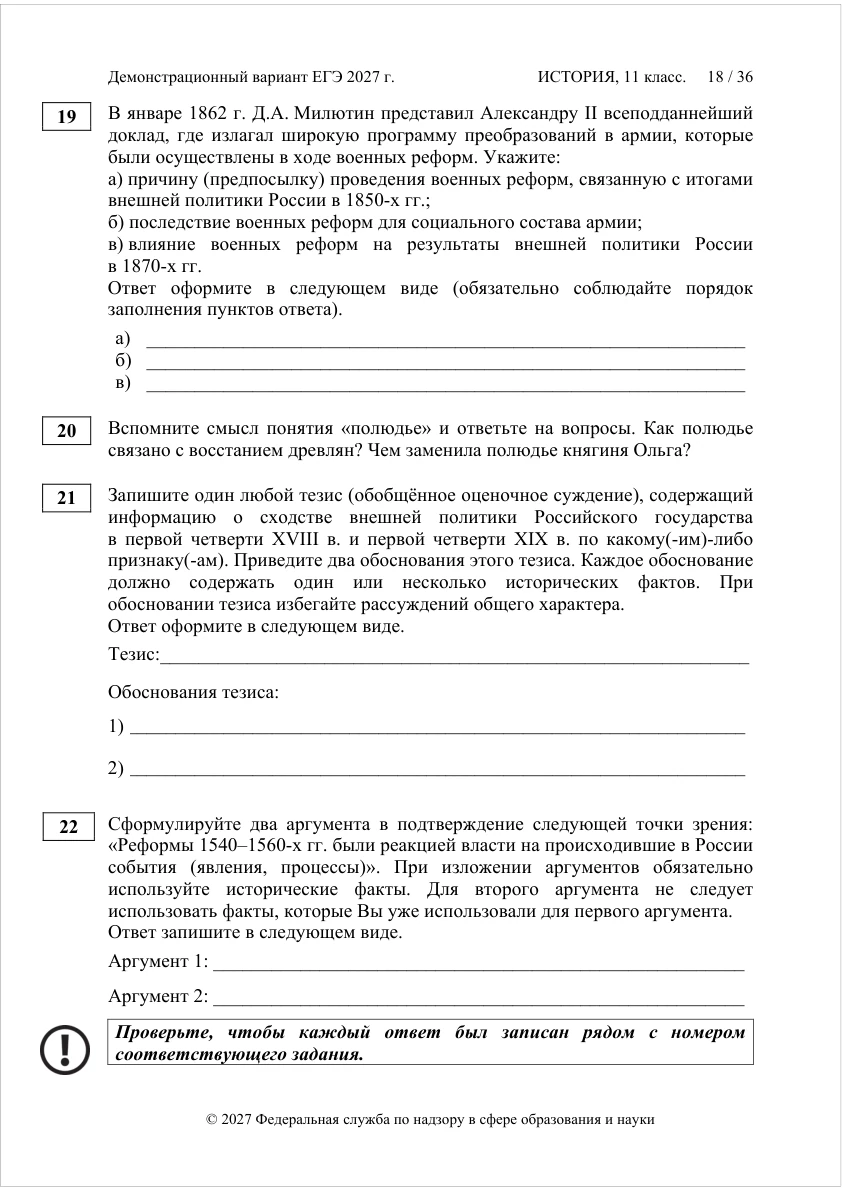 Демонстрационный вариант ЕГЭ 2027 г. ИСТОРИЯ, 11 класс. 18 / 36
19 В январе 1862 г. Д.А. Милютин представил Александру II всеподданнейший
доклад, где излагал широкую программу преобразований в армии, которые
были осуществлены в ходе военных реформ. Укажите:
а) причину (предпосылку) проведения военных реформ, связанную с итогами
внешней политики России в 1850-х гг.;
б) последствие военных реформ для социального состава армии;
в) влияние военных реформ на результаты внешней политики России
в 1870-х гг.
Ответ оформите в следующем виде (обязательно соблюдайте порядок
заполнения пунктов ответа).
а)
б)
в)
20 Вспомните смысл понятия «полюдье» и ответьте на вопросы. Как полюдье
связано с восстанием древлян? Чем заменила полюдье княгиня Ольга?
21 Запишите один любой тезис (обобщённое оценочное суждение), содержащий
информацию о сходстве внешней политики Российского государства
в первой четверти XVIII в. и первой четверти XIX в. по какому(-им)-либо
признаку(-ам). Приведите два обоснования этого тезиса. Каждое обоснование
должно содержать один или несколько исторических фактов. При
обосновании тезиса избегайте рассуждений общего характера.
Ответ оформите в следующем виде.
Тезис:
Обоснования тезиса:
1)
2)
22 Сформулируйте два аргумента в подтверждение следующей точки зрения:
«Реформы 1540–1560-х гг. были реакцией власти на происходившие в России
события (явления, процессы)». При изложении аргументов обязательно
используйте исторические факты. Для второго аргумента не следует
использовать факты, которые Вы уже использовали для первого аргумента.
Ответ запишите в следующем виде.
Аргумент 1:
Аргумент 2:
Проверьте, чтобы каждый ответ был записан рядом с номером
соответствующего задания.
© 2027 Федеральная служба по надзору в сфере образования и науки